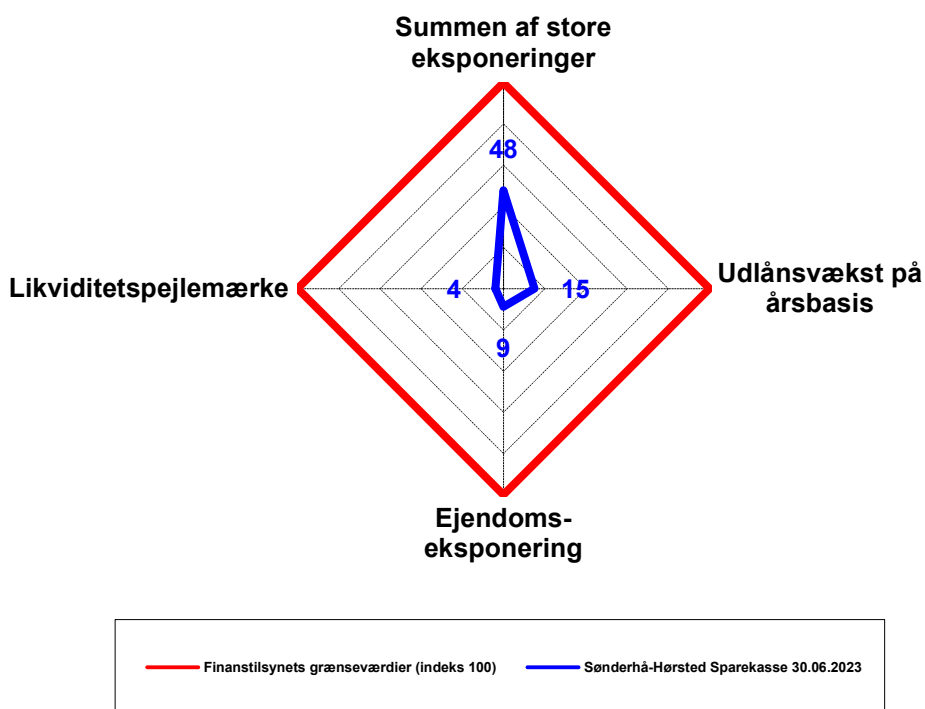 Summen af store
eksponeringer
48
Likviditetspejlemærke
4
15
Udlånsvækst på
årsbasis
9
Ejendoms-
eksponering
Finanstilsynets grænseværdier (indeks 100)
Sønderhå-Hørsted Sparekasse 30.06.2023